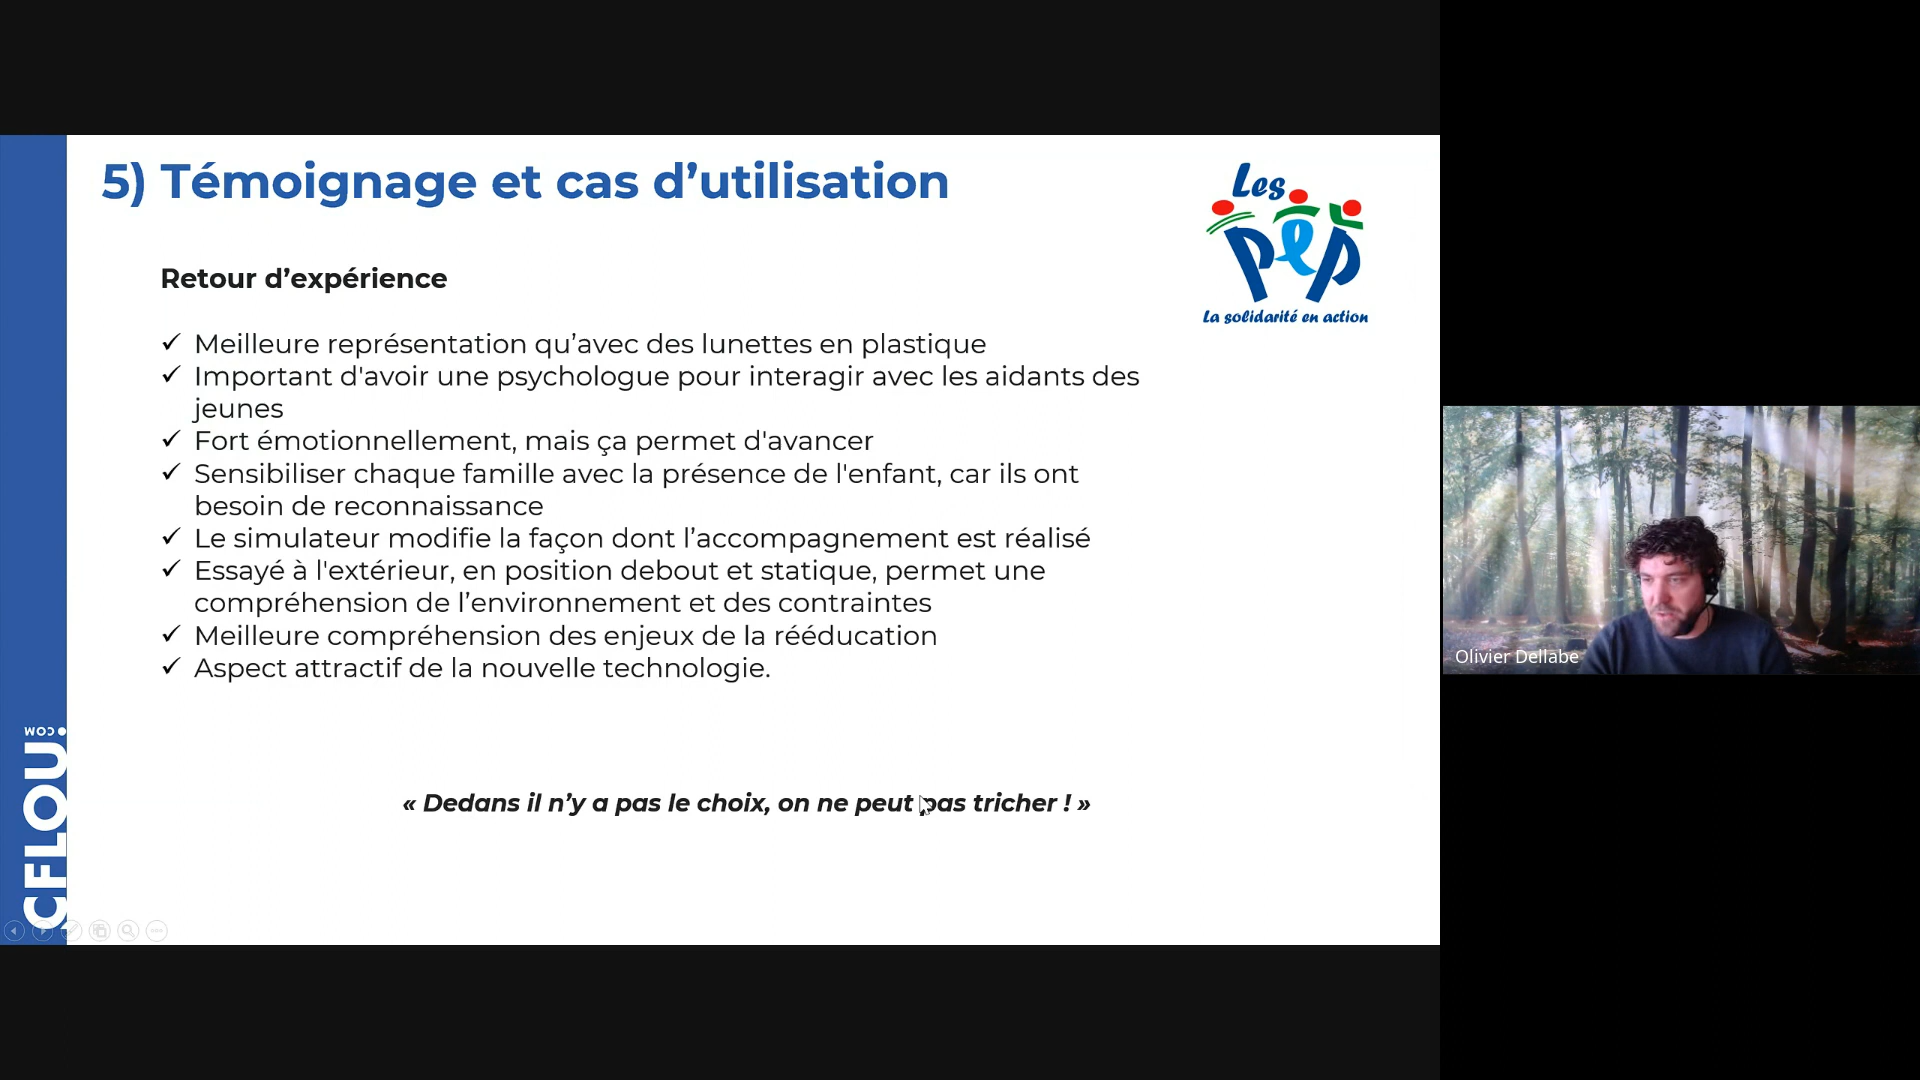 5) Témoignage et cas d’utilisation
Les
pep
La solidarité en action
Retour d’expérience
✓ Meilleure représentation qu’avec des lunettes en plastique
✓ Important d'avoir une psychologue pour interagir avec les aidants des
jeunes
✓ Fort émotionnellement, mais ça permet d'avancer
✓ Sensibiliser chaque famille avec la présence de l'enfant, car ils ont
besoin de reconnaissance
✓ Le simulateur modifie la façon dont l’accompagnement est réalisé
✓ Essayé à l'extérieur, en position debout et statique, permet une
compréhension de l’environnement et des contraintes
✓ Meilleure compréhension des enjeux de la rééducation
✓ Aspect attractif de la nouvelle technologie.
« Dedans il n’y a pas le choix, on ne peut pas tricher ! »
CFLOU.COM
Olivier Dellabe